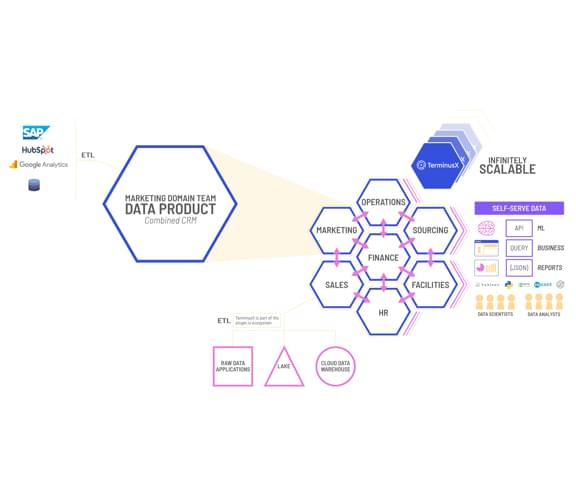 SAP
HubSpot
Google Analytics
ETL
MARKETING DOMAIN TEAM
DATA PRODUCT
Combined CRM
TerminusX
INFINITELY
SCALABLE
OPERATIONS
MARKETING
SOURCING
FINANCE
SALES
FACILITIES
HR
SELF-SERVE DATA
API
ML
QUERY
BUSINESS
{JSON}
REPORTS
DATA SCIENTISTS
DATA ANALYSTS
ETL
TerminusX is part of the
RAW DATA
APPLICATIONS
LAKE
CLOUD DATA
WAREHOUSE